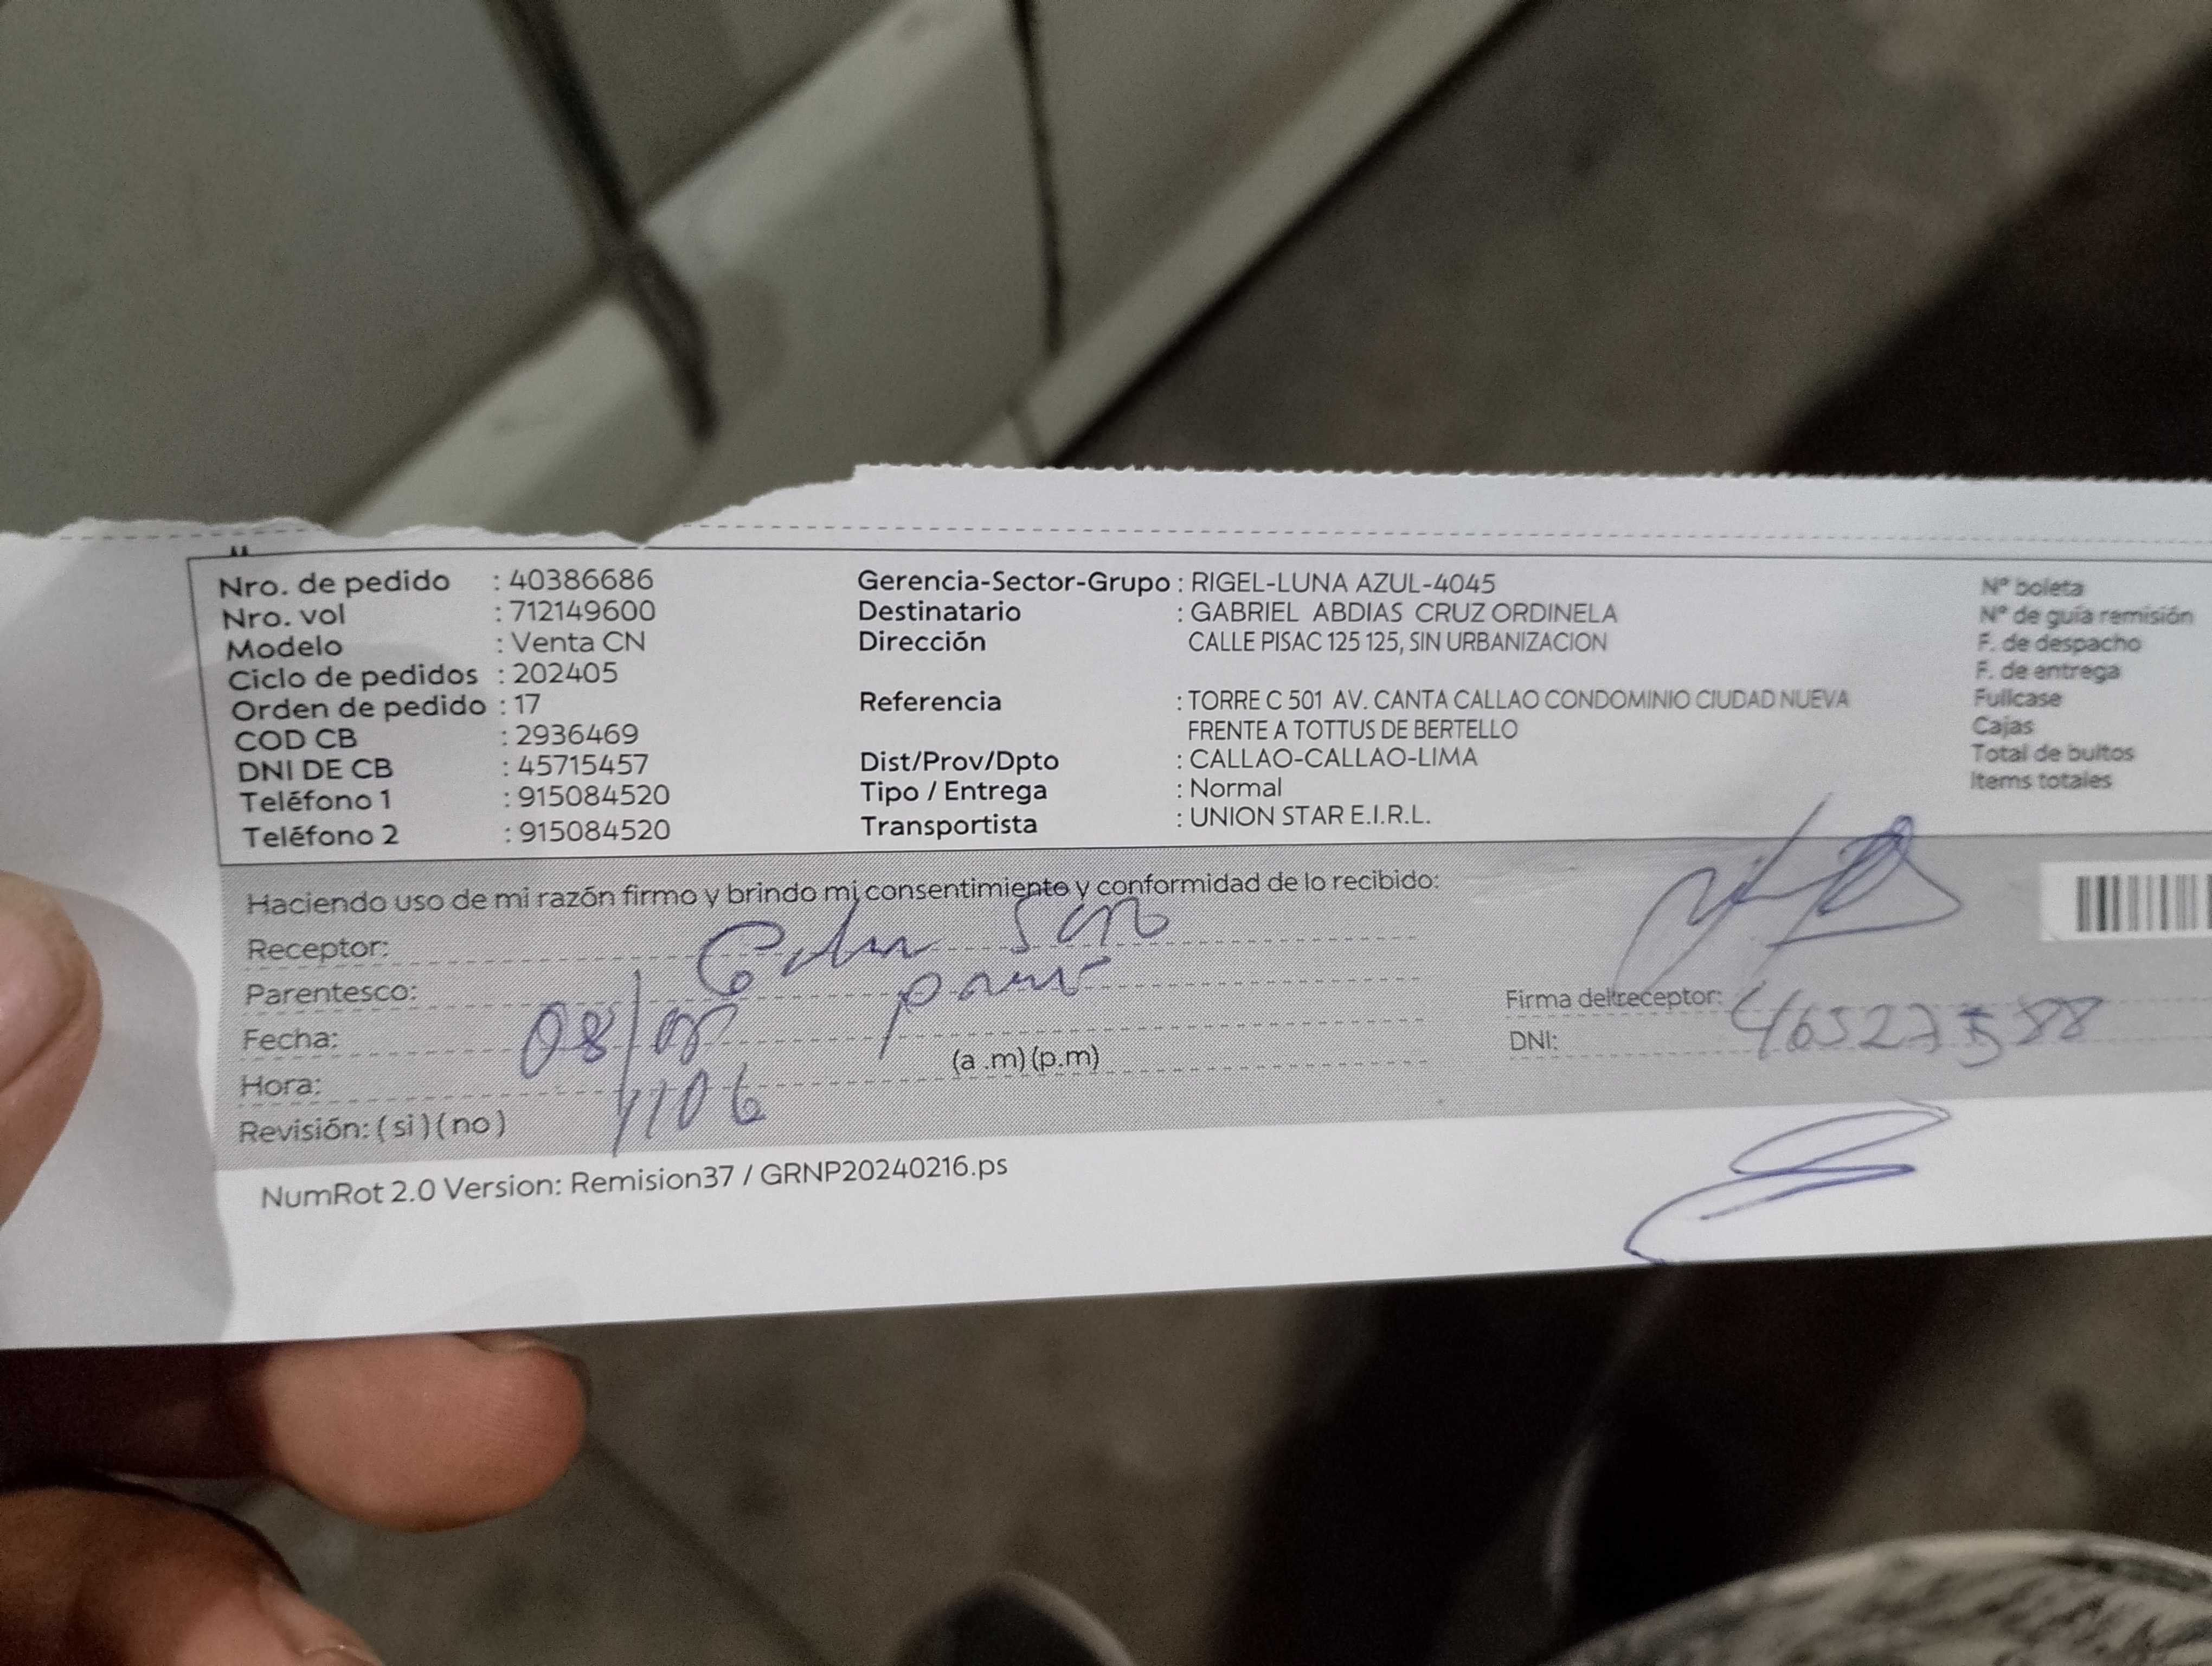 Nro. de pedido : 40386686
Nro. vol : 712149600
Modelo : Venta CN
Ciclo de pedidos : 202405
Orden de pedido : 17
COD CB : 2936469
DNI DE CB : 45715457
Teléfono 1 : 915084520
Teléfono 2 : 915084520
Gerencia-Sector-Grupo : RIGEL-LUNA AZUL-4045
Destinatario : GABRIEL ABDIAS CRUZ ORDINELA
Dirección CALLE PISAC 125 125, SIN URBANIZACION
Referencia : TORRE C 501 AV. CANTA CALLAO CONDOMINIO CIUDAD NUEVA
FRENTE A TOTTUS DE BERTELLO
Dist/Prov/Dpto : CALLAO-CALLAO-LIMA
Tipo / Entrega : Normal
Transportista : UNION STAR E.I.R.L.
N° boleta
N° de guía remisión
F. de despacho
F. de entrega
Fullcase
Cajas
Total de bultos
Items totales
Haciendo uso de mi razón firmo y brindo mi consentimiento y conformidad de lo recibido:
Receptor:
Parentesco:
Fecha: 08/
Hora: 1106 (a .m) (p.m)
Revisión: ( si ) ( no )
Firma del receptor:
DNI:
NumRot 2.0 Version: Remision37 / GRNP20240216.ps